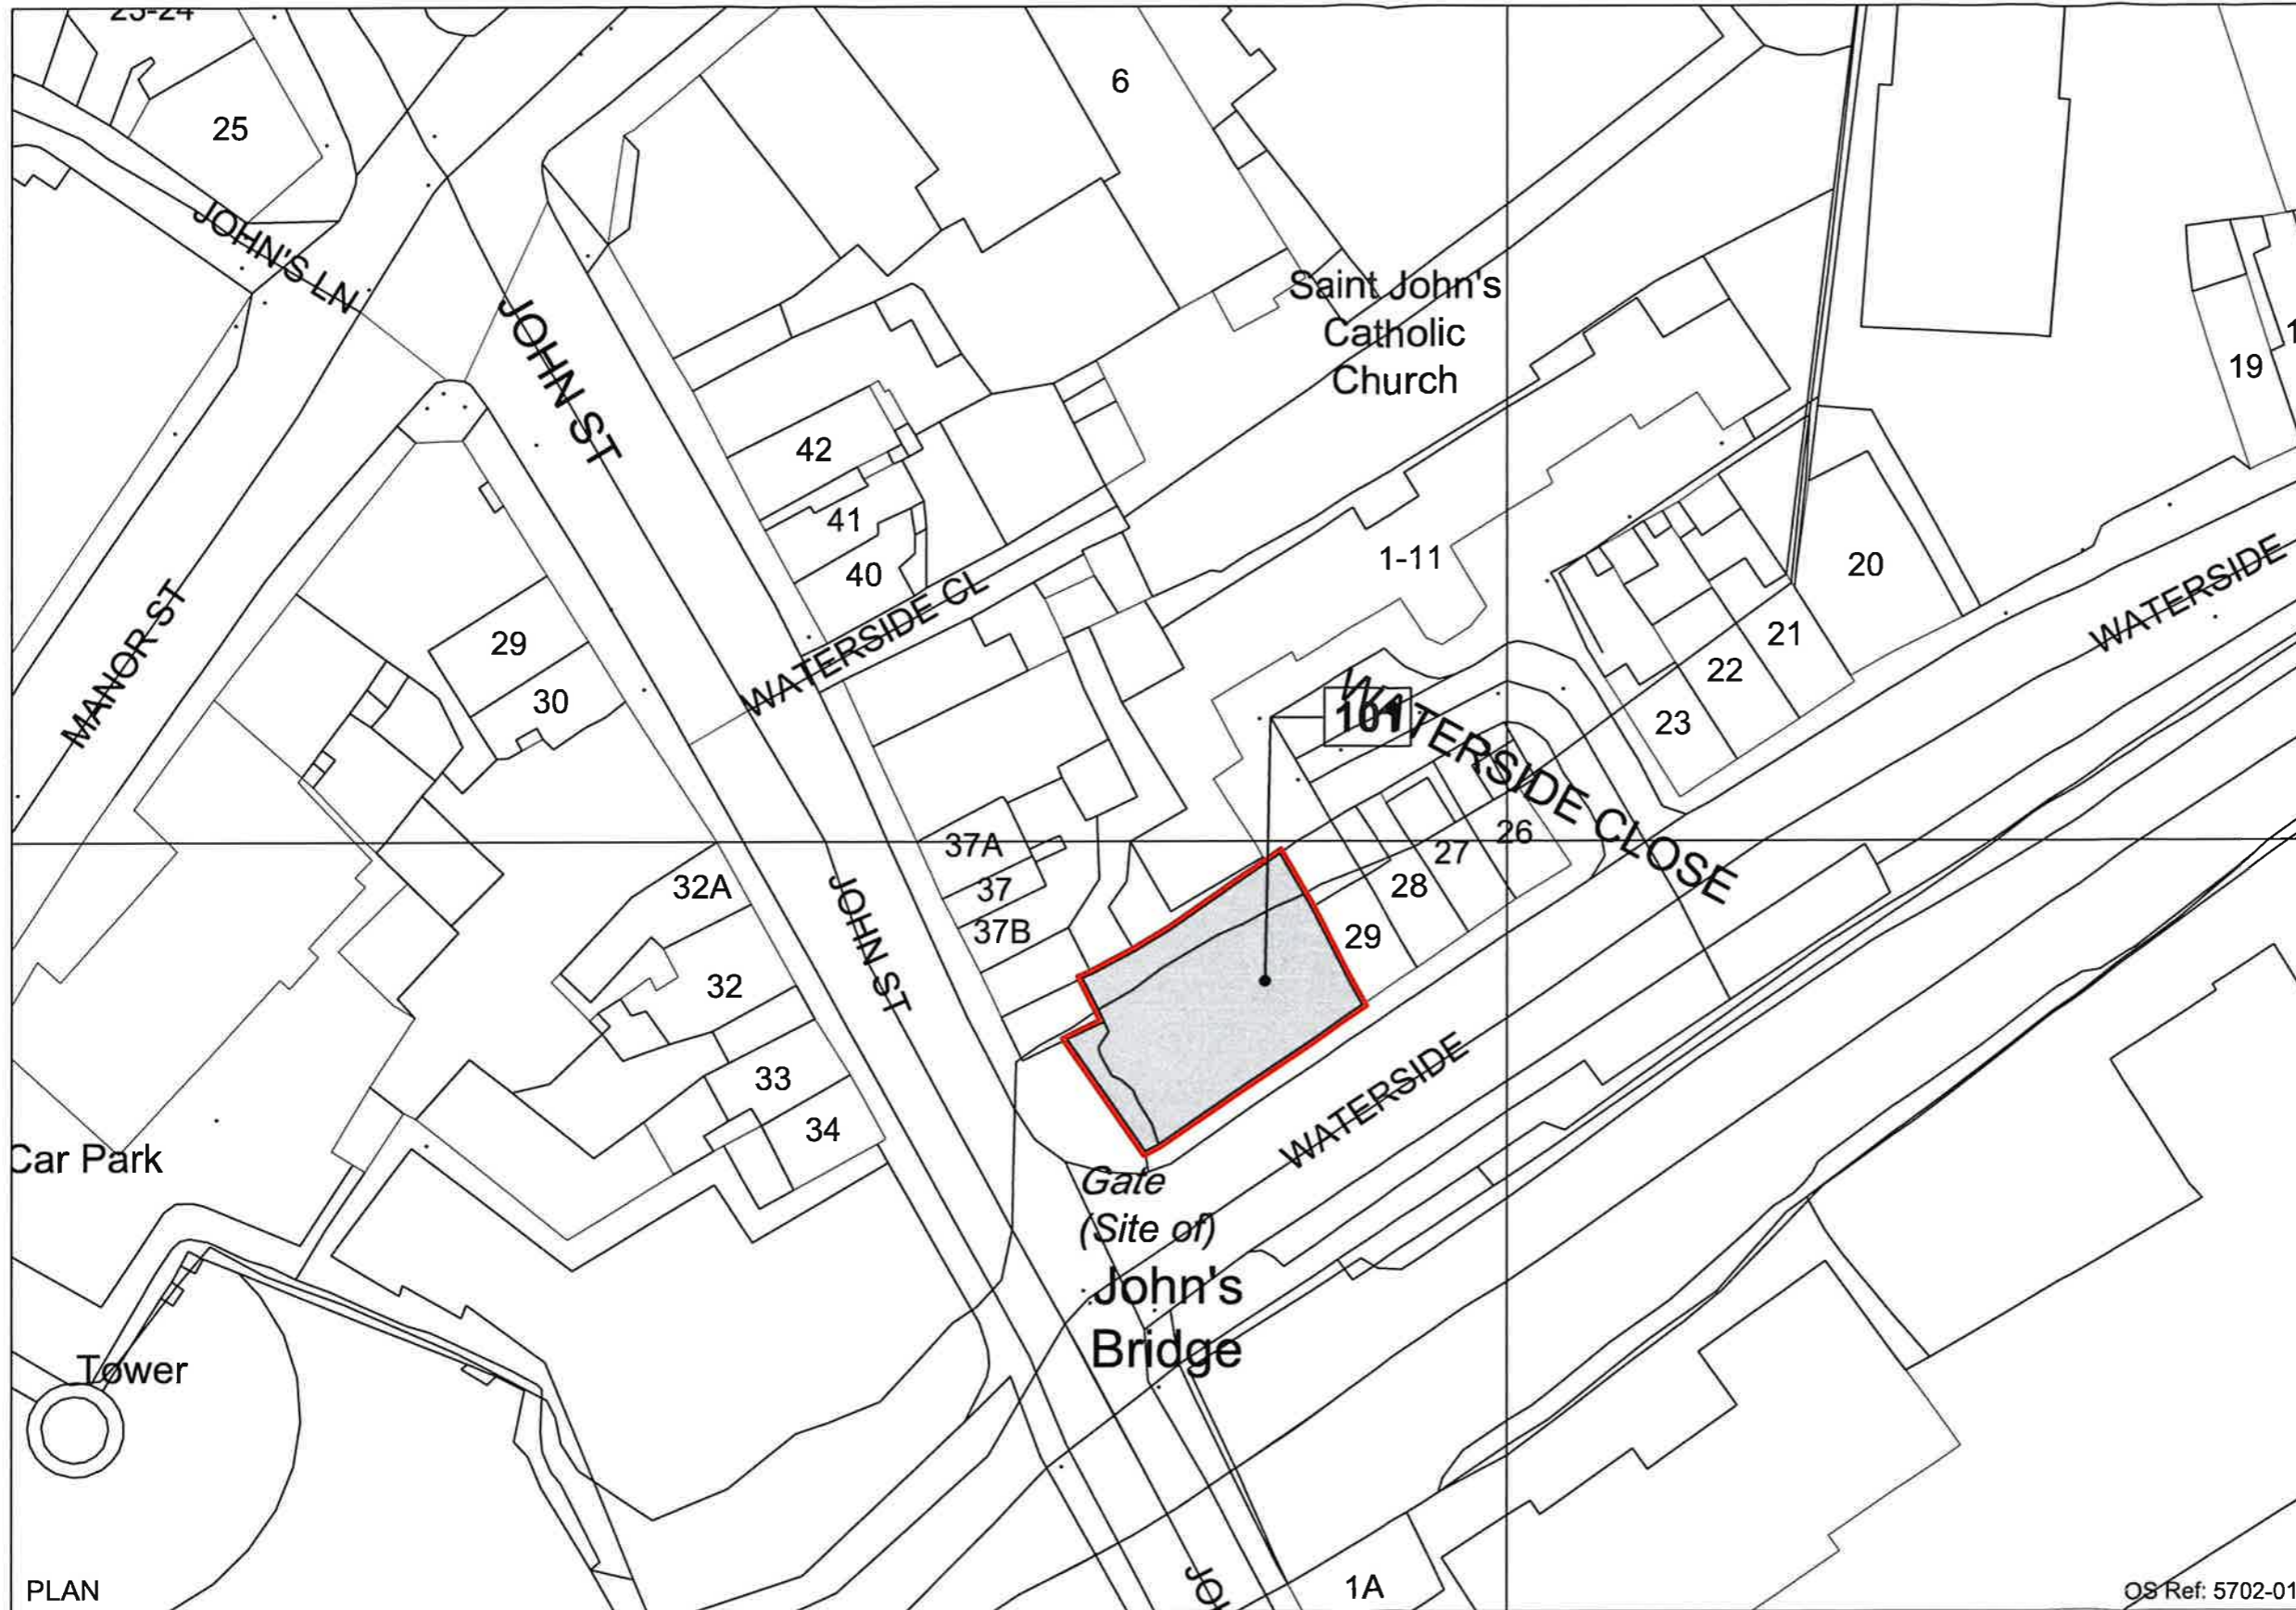 23-24
25
6
JOHN'S LN
JOHN ST
Saint John's
Catholic
Church
19
42
41
40
1-11
20
WATERSIDE
WATERSIDE CL
MANOR ST
29
30
21
22
23
101
WATERSIDE CLOSE
26
27
28
29
37A
37
37B
JOHN ST
32A
32
33
34
WATERSIDE
Car Park
Gate
(Site of)
John's
Bridge
Tower
1A
PLAN
OS Ref: 5702-01